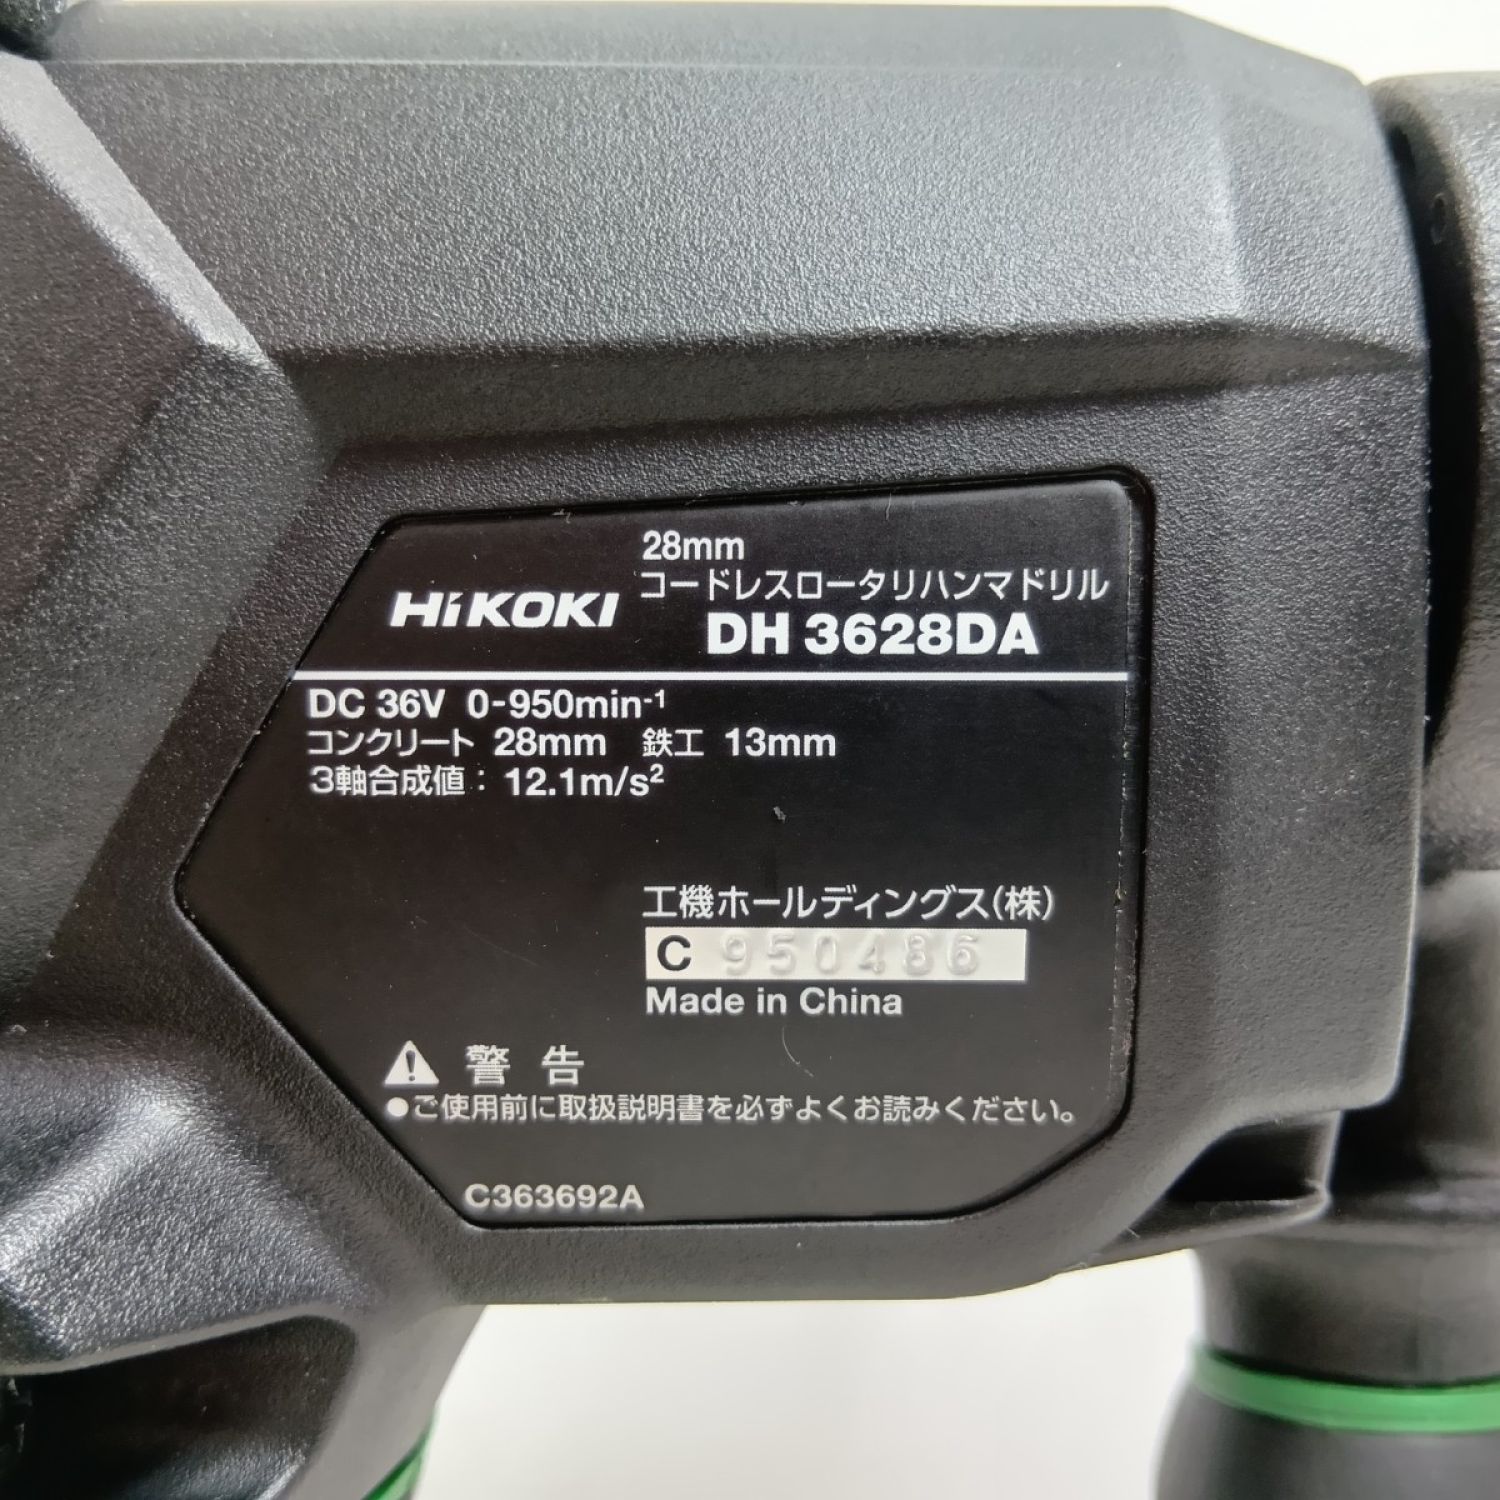 28mm
コードレスロータリハンマドリル
HiKOKI
DH 3628DA
DC 36V 0-950min-1
コンクリート 28mm 鉄工 13mm
3軸合成値： 12.1m/s²
工機ホールディングス(株)
C 950486
Made in China
警告
●ご使用前に取扱説明書を必ずよくお読みください。
C363692A